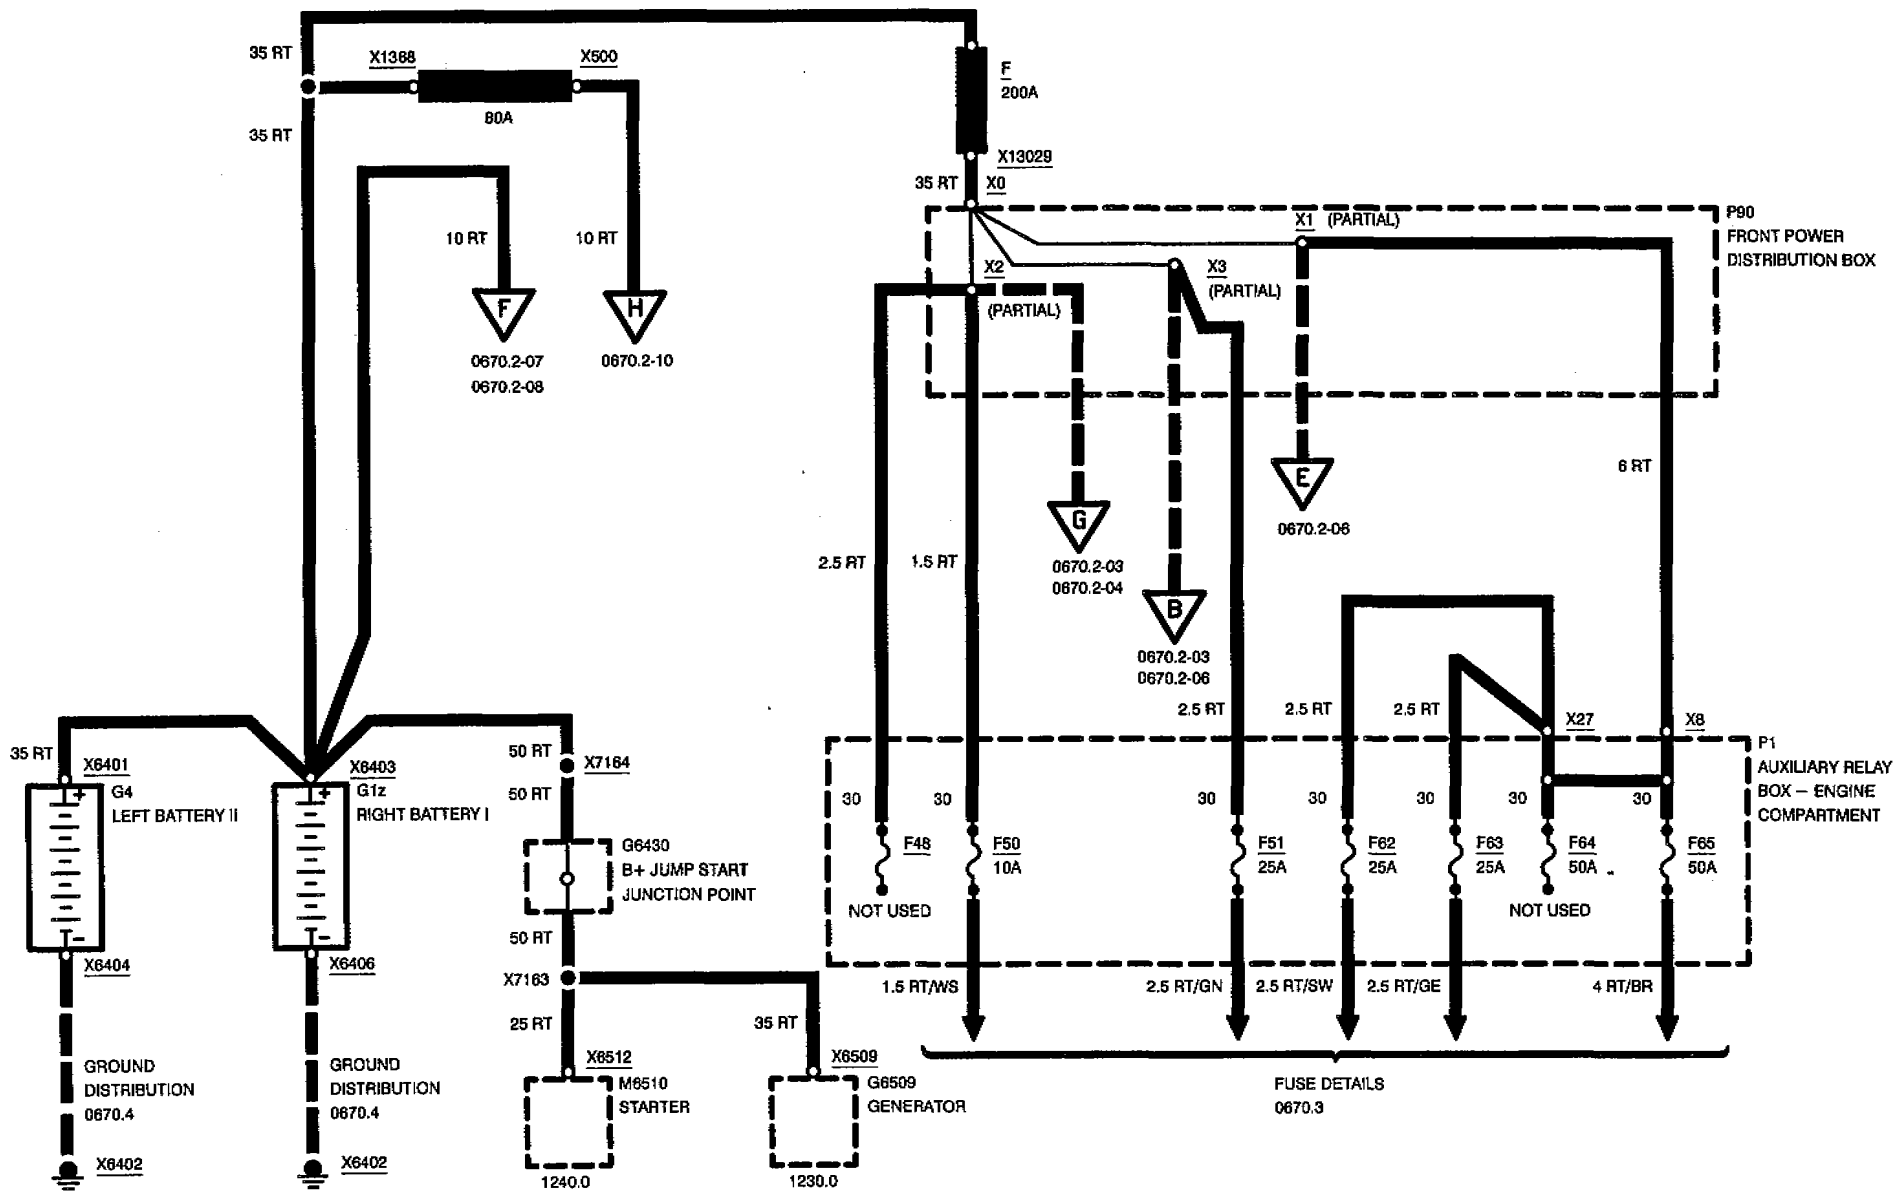 35 RT
X1368
X500
80A
35 RT
F
200A
X13029
35 RT
X0
10 RT
10 RT
F
0670.2-07
0670.2-08
H
0670.2-10
X1 (PARTIAL)
P90
FRONT POWER
DISTRIBUTION BOX
X2
(PARTIAL)
X3
(PARTIAL)
6 RT
E
0670.2-06
G
0670.2-03
0670.2-04
2.5 RT
1.5 RT
B
0670.2-03
0670.2-06
2.5 RT
2.5 RT
2.5 RT
X27
X8
P1
AUXILIARY RELAY
BOX – ENGINE
COMPARTMENT
35 RT
X6401
G4
LEFT BATTERY II
X6403
G1z
RIGHT BATTERY I
50 RT
X7164
50 RT
30
30
30
30
30
30
30
F48
NOT USED
F50
10A
F51
25A
F62
25A
F63
25A
F64
50A
NOT USED
F65
50A
G6430
B+ JUMP START
JUNCTION POINT
50 RT
X6404
X6406
X7163
1.5 RT/WS
2.5 RT/GN
2.5 RT/SW
2.5 RT/GE
4 RT/BR
25 RT
35 RT
GROUND
DISTRIBUTION
0670.4
GROUND
DISTRIBUTION
0670.4
X6512
M6510
STARTER
X6509
G6509
GENERATOR
FUSE DETAILS
0670.3
X6402
X6402
1240.0
1230.0